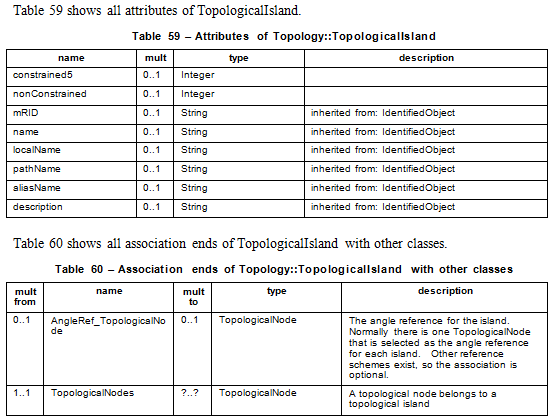 Table 59 shows all attributes of TopologicalIsland.
Table 59 – Attributes of Topology::TopologicalIsland
name mult type description
constrained5 0..1 Integer
nonConstrained 0..1 Integer
mRID 0..1 String inherited from: IdentifiedObject
name 0..1 String inherited from: IdentifiedObject
localName 0..1 String inherited from: IdentifiedObject
pathName 0..1 String inherited from: IdentifiedObject
aliasName 0..1 String inherited from: IdentifiedObject
description 0..1 String inherited from: IdentifiedObject
Table 60 shows all association ends of TopologicalIsland with other classes.
Table 60 – Association ends of Topology::TopologicalIsland with other classes
mult from name mult to type description
0..1 AngleRef_TopologicalNo 0..1 TopologicalNode The angle reference for the island.
de Normally there is one TopologicalNode
that is selected as the angle reference
for each island. Other reference
schemes exist, so the association is
optional.
1..1 TopologicalNodes ?..? TopologicalNode A topological node belongs to a
topological island